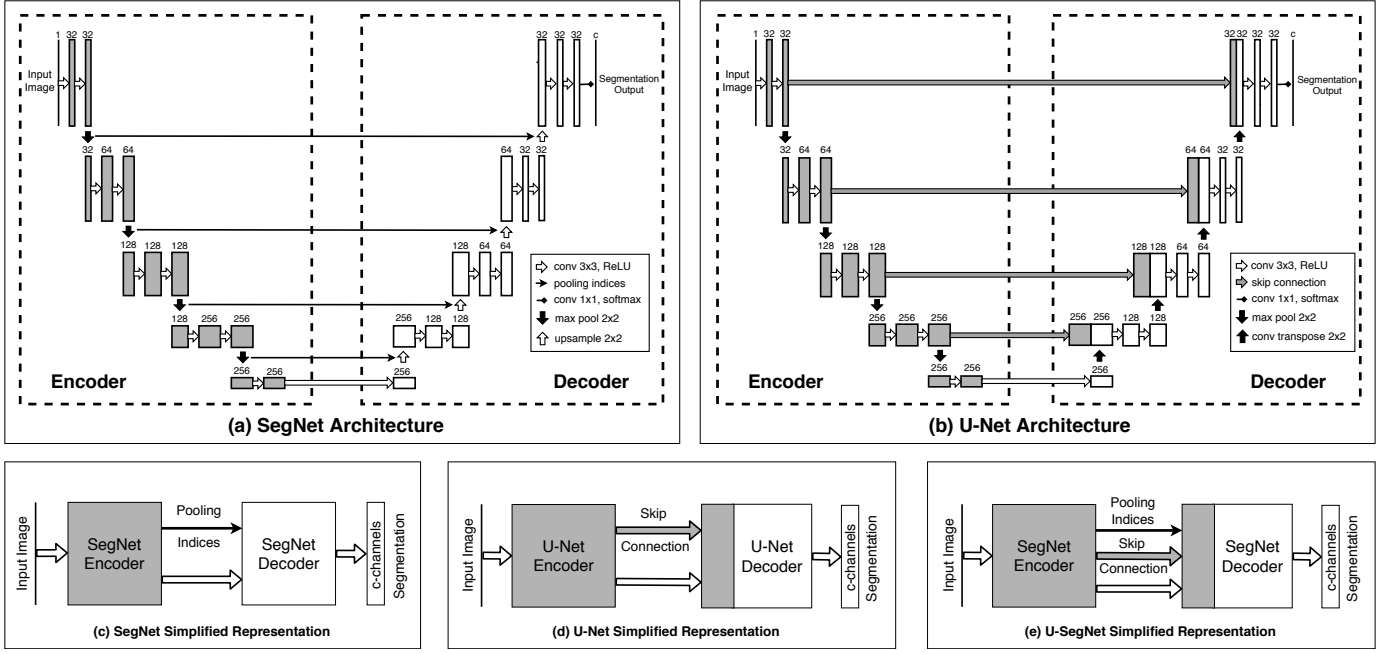 1 32 32
Input
Image
32 64 64
128 128 128
128 256 256
256 256
Encoder
32 32 32 c
Segmentation
Output
64 32 32
128 64 64
256 128 128
256
conv 3x3, ReLU
pooling indices
conv 1x1, softmax
max pool 2x2
upsample 2x2
Decoder
(a) SegNet Architecture
1 32 32
Input
Image
32 64 64
128 128 128
256 256 256
256 256
Encoder
32 32 32 32 c
Segmentation
Output
64 64 32 32
128 128 64 64
256 256 128 128
256
conv 3x3, ReLU
skip connection
conv 1x1, softmax
max pool 2x2
conv transpose 2x2
Decoder
(b) U-Net Architecture
Input Image
SegNet
Encoder
Pooling
Indices
SegNet
Decoder
c-channels
Segmentation
(c) SegNet Simplified Representation
Input Image
U-Net
Encoder
Skip
Connection
U-Net
Decoder
c-channels
Segmentation
(d) U-Net Simplified Representation
Input Image
SegNet
Encoder
Pooling
Indices
Skip
Connection
SegNet
Decoder
c-channels
Segmentation
(e) U-SegNet Simplified Representation